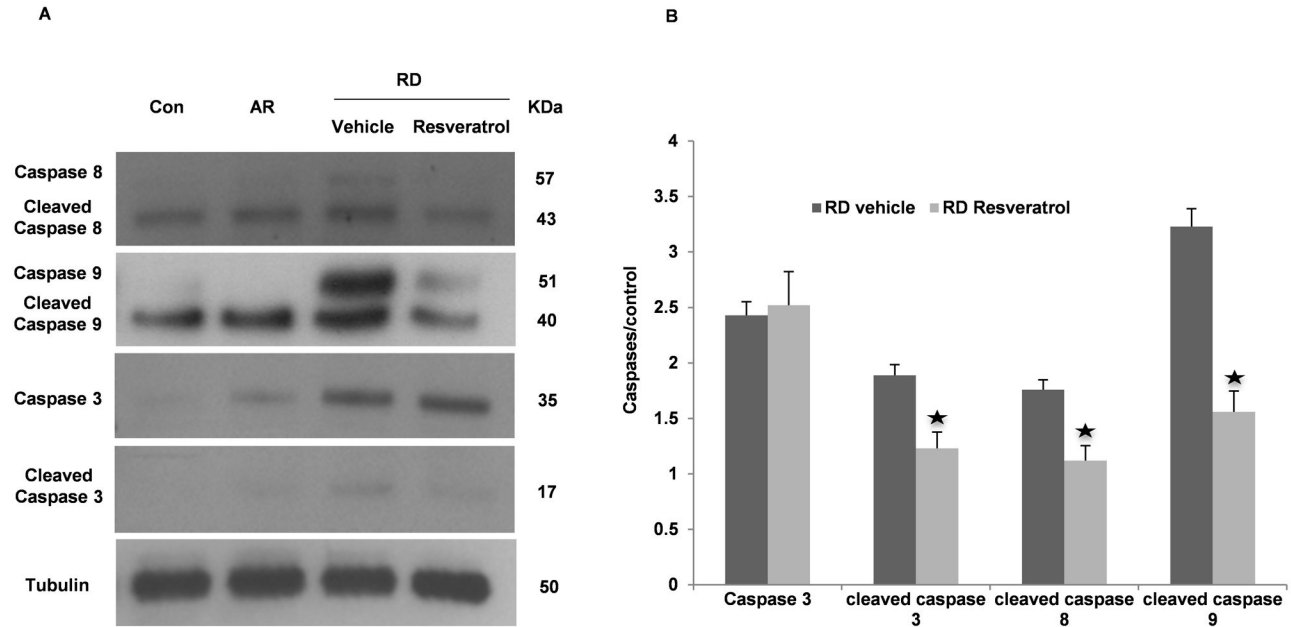 A
RD
Con AR KDa
Vehicle Resveratrol
Caspase 8 57
Cleaved
Caspase 8 43
Caspase 9 51
Cleaved
Caspase 9 40
Caspase 3 35
Cleaved
Caspase 3 17
Tubulin 50
B
Caspases/control
4
3.5
3
2.5
2
1.5
1
0.5
0
RD vehicle RD Resveratrol
Caspase 3 cleaved caspase cleaved caspase cleaved caspase
3 8 9